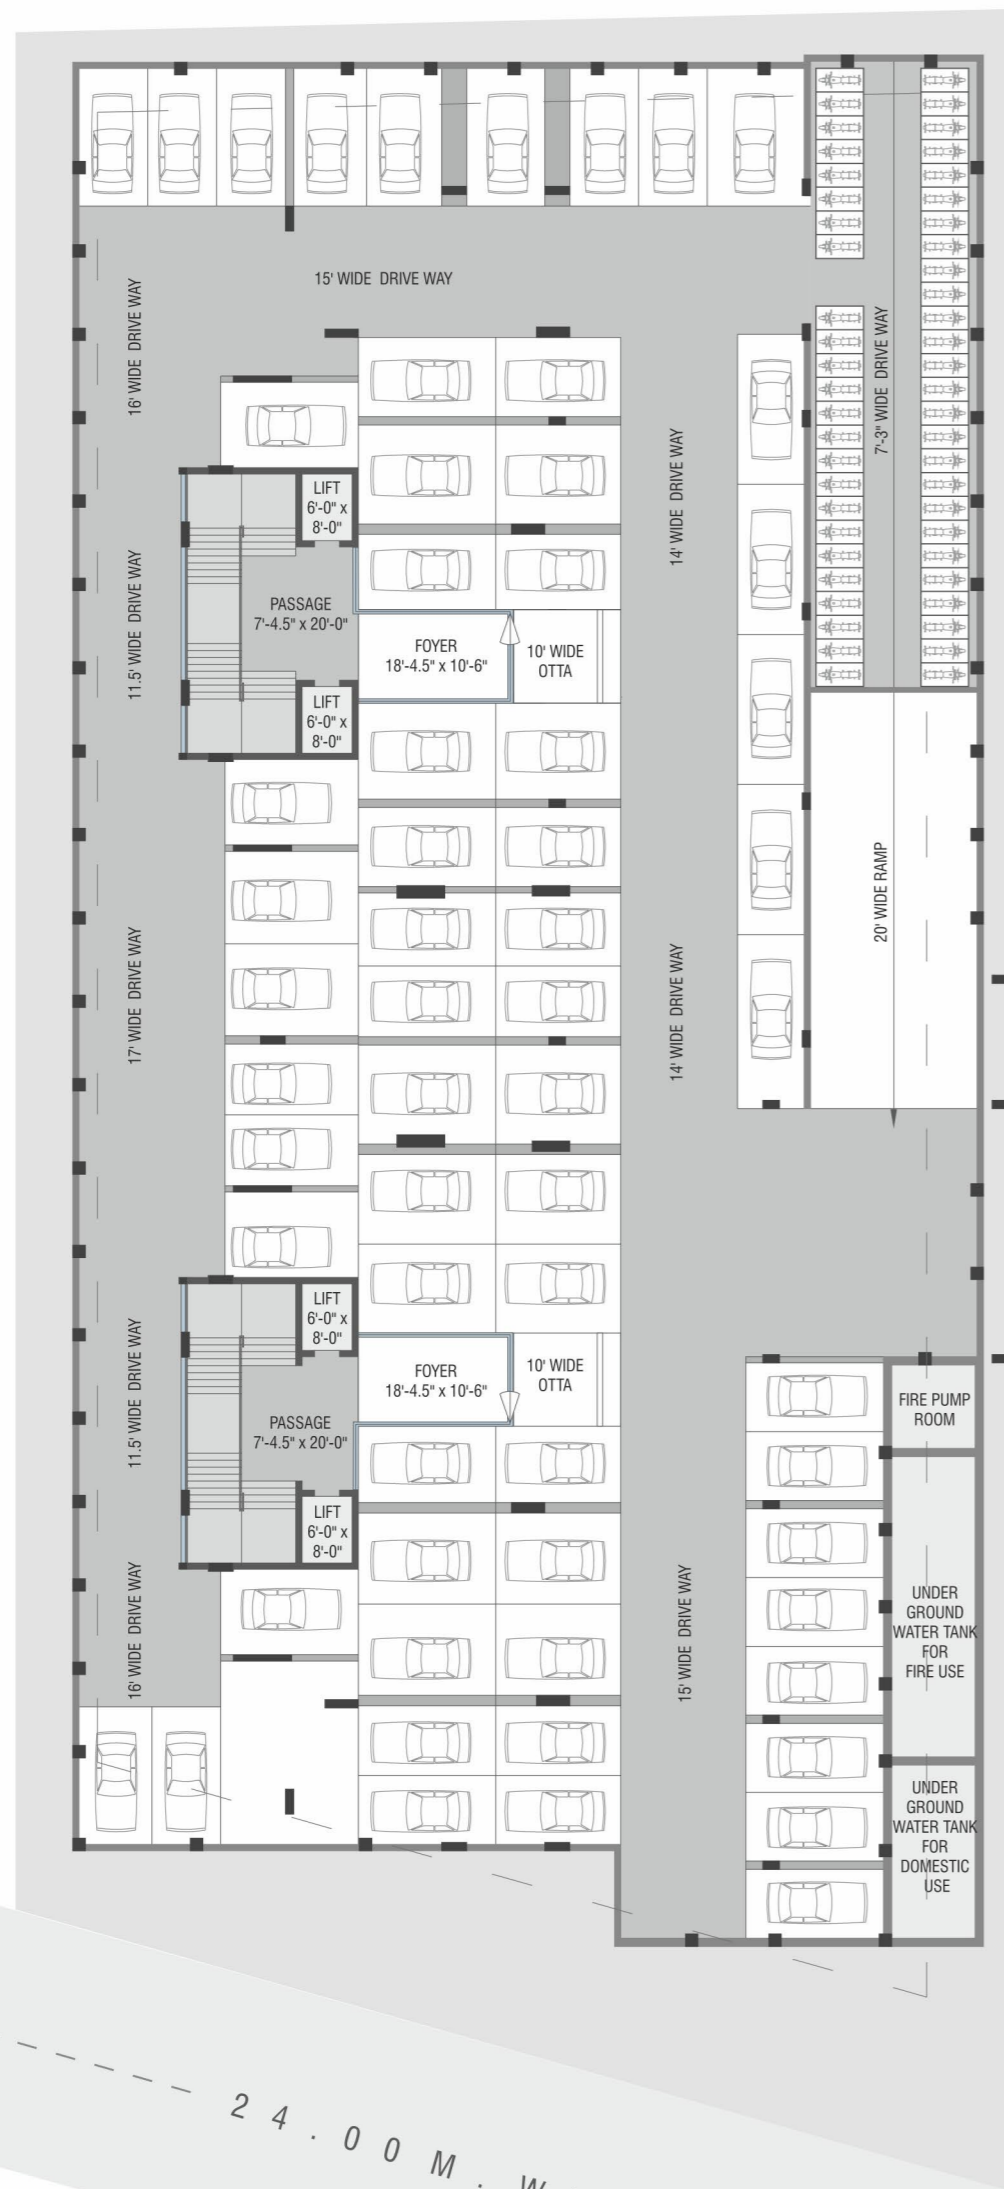 15' WIDE DRIVE WAY
16' WIDE DRIVE WAY
7'-3" WIDE DRIVE WAY
14' WIDE DRIVE WAY
LIFT
6'-0" x
8'-0"
11.5' WIDE DRIVE WAY
PASSAGE
7'-4.5" x 20'-0"
FOYER
18'-4.5" x 10'-6"
10' WIDE
OTTA
LIFT
6'-0" x
8'-0"
20' WIDE RAMP
17' WIDE DRIVE WAY
14' WIDE DRIVE WAY
LIFT
6'-0" x
8'-0"
11.5' WIDE DRIVE WAY
FOYER
18'-4.5" x 10'-6"
10' WIDE
OTTA
FIRE PUMP
ROOM
PASSAGE
7'-4.5" x 20'-0"
LIFT
6'-0" x
8'-0"
16' WIDE DRIVE WAY
15' WIDE DRIVE WAY
UNDER
GROUND
WATER TANK
FOR
FIRE USE
UNDER
GROUND
WATER TANK
FOR
DOMESTIC
USE
24.00 M.